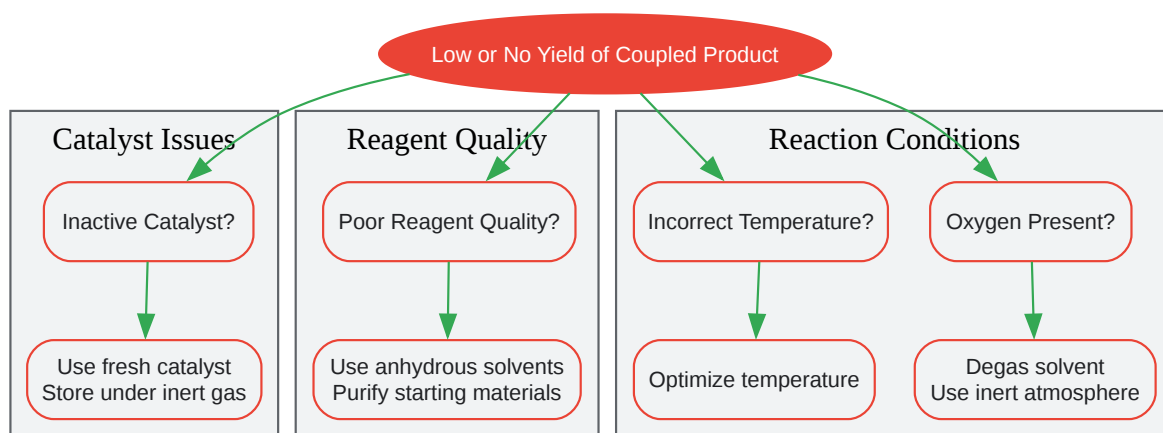 Low or No Yield of Coupled Product
Catalyst Issues
Reagent Quality
Reaction Conditions
Inactive Catalyst?
Poor Reagent Quality?
Incorrect Temperature?
Oxygen Present?
Use fresh catalyst
Store under inert gas
Use anhydrous solvents
Purify starting materials
Optimize temperature
Degas solvent
Use inert atmosphere